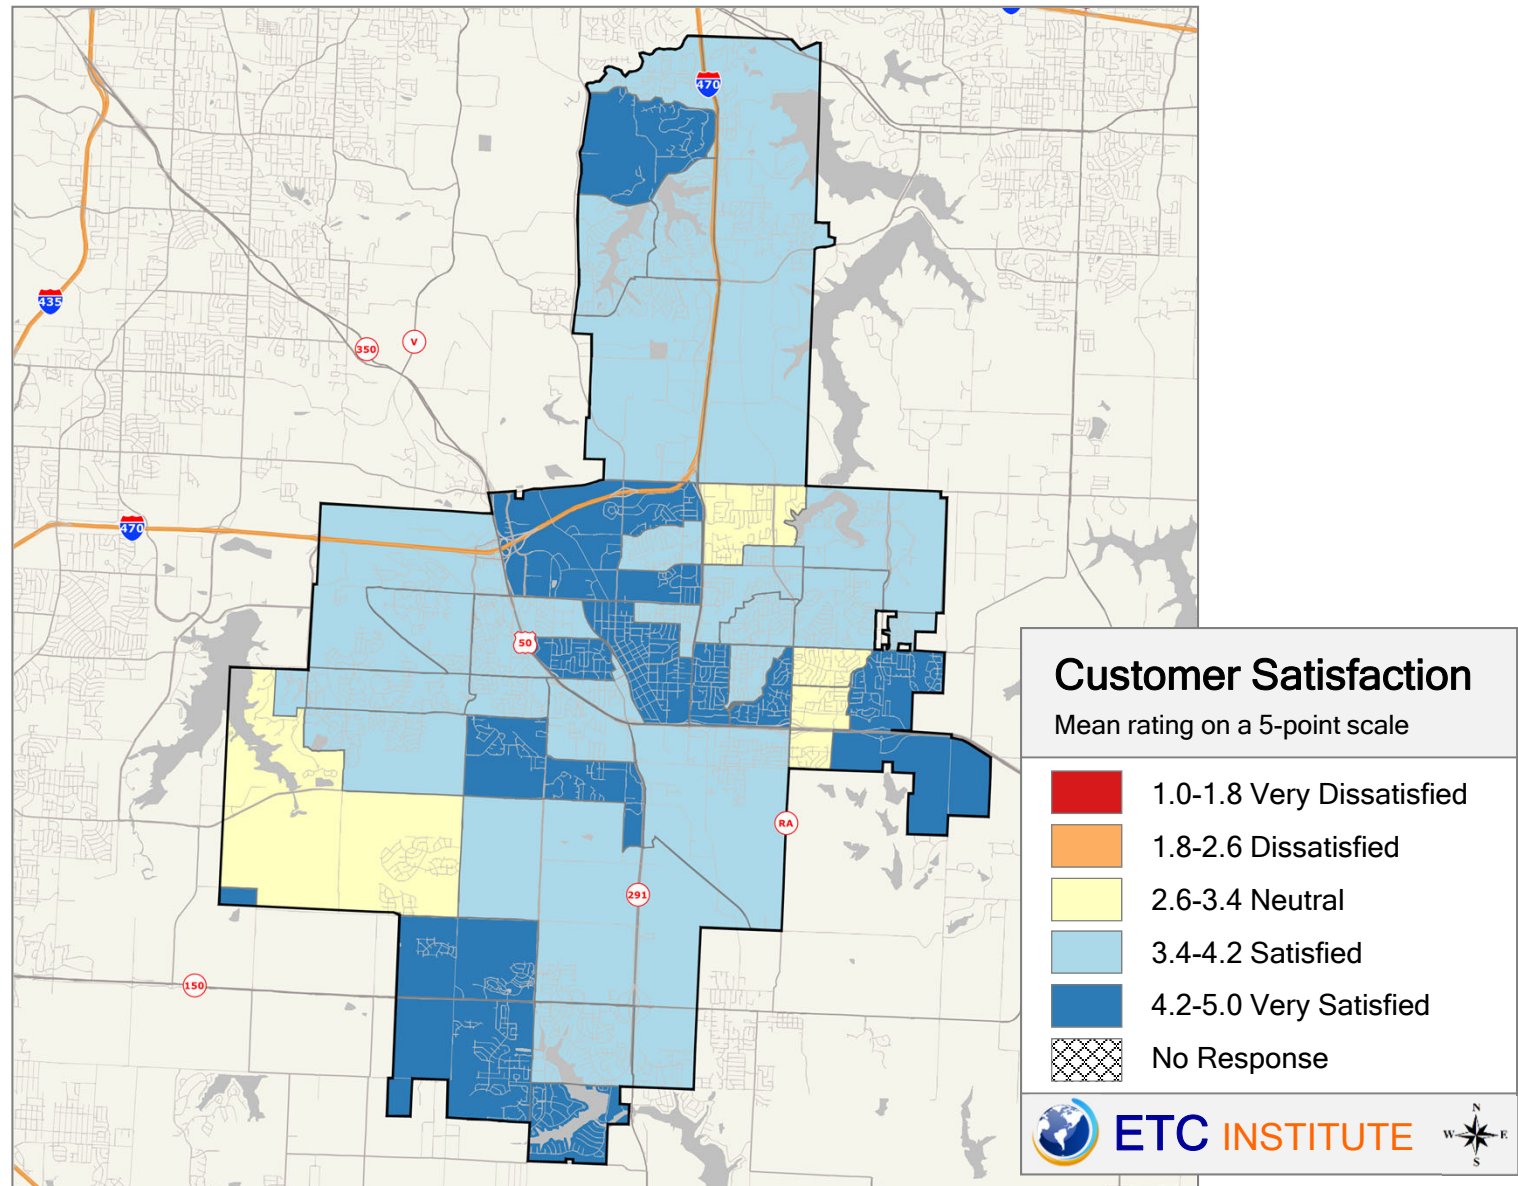 470
435
350
V
470
50
RA
291
150
Customer Satisfaction
Mean rating on a 5-point scale
1.0-1.8 Very Dissatisfied
1.8-2.6 Dissatisfied
2.6-3.4 Neutral
3.4-4.2 Satisfied
4.2-5.0 Very Satisfied
No Response
ETC INSTITUTE
N
W E
S